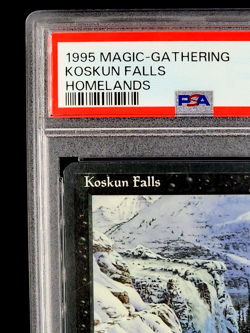 1995 MAGIC-GATHERING
KOSKUN FALLS
HOMELANDS
PSA
Koskun Falls